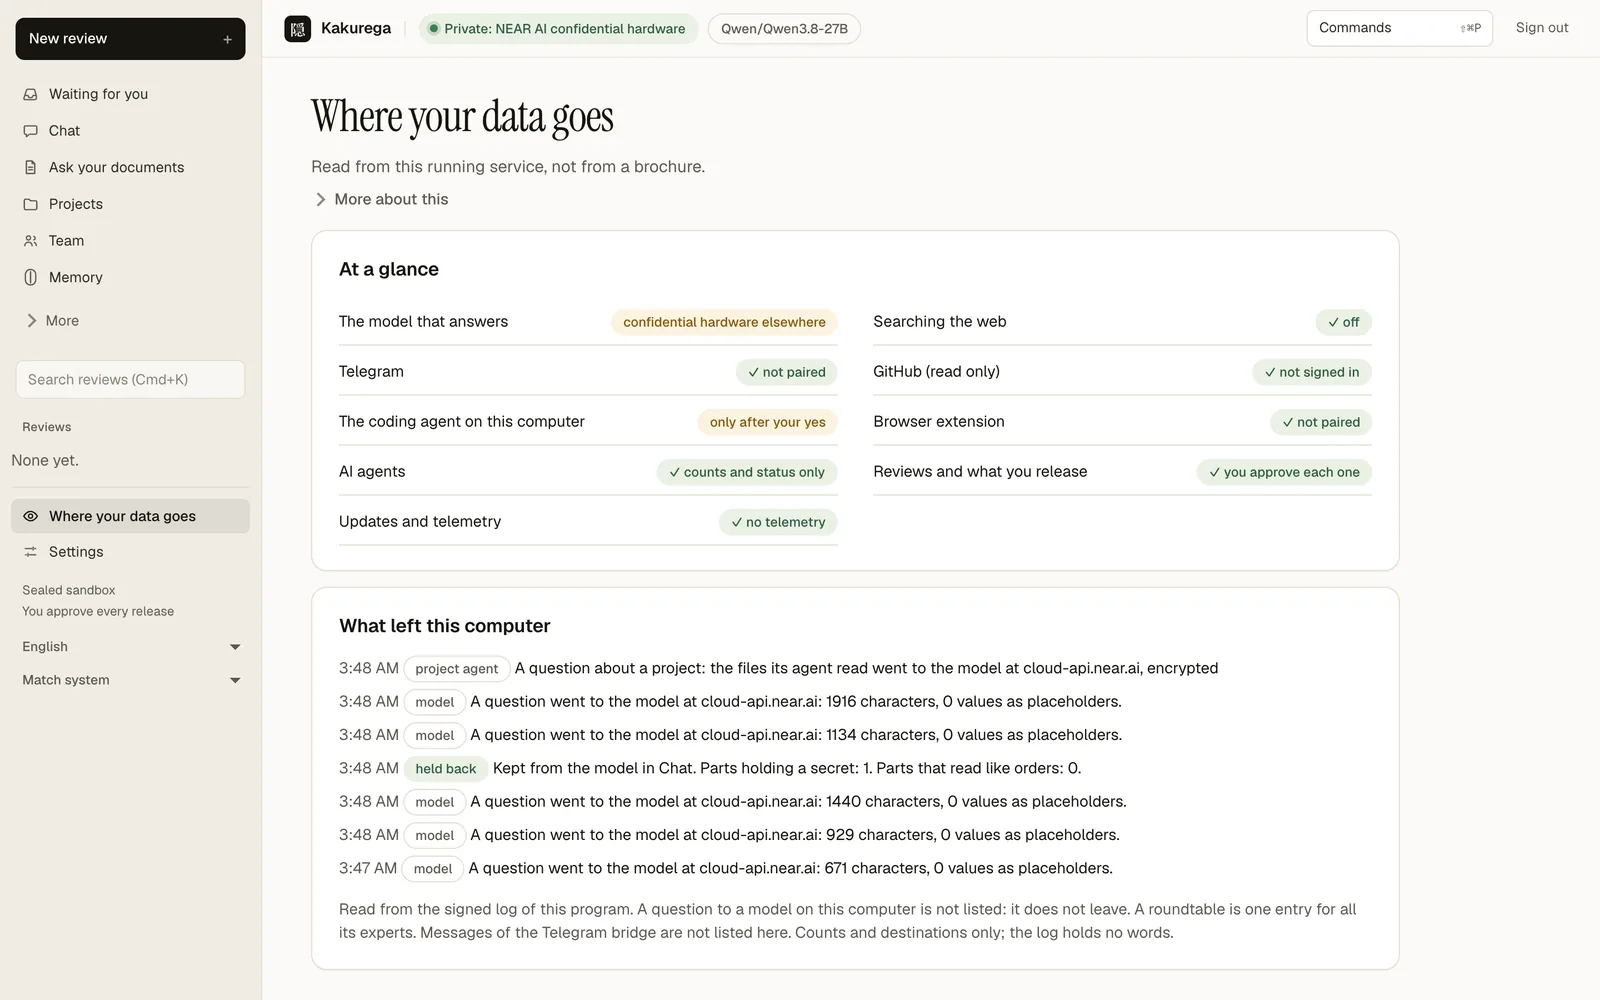 New review +
Waiting for you
Chat
Ask your documents
Projects
Team
Memory
More
Search reviews (Cmd+K)
Reviews
None yet.
Where your data goes
Settings
Sealed sandbox
You approve every release
English
Match system
Kakurega
Private: NEAR AI confidential hardware
Qwen/Qwen3.8-27B
Commands ⇧⌘P
Sign out
Where your data goes
Read from this running service, not from a brochure.
More about this
At a glance
The model that answers confidential hardware elsewhere
Searching the web ✓ off
Telegram ✓ not paired
GitHub (read only) ✓ not signed in
The coding agent on this computer only after your yes
Browser extension ✓ not paired
AI agents ✓ counts and status only
Reviews and what you release ✓ you approve each one
Updates and telemetry ✓ no telemetry
What left this computer
3:48 AM project agent A question about a project: the files its agent read went to the model at cloud-api.near.ai, encrypted
3:48 AM model A question went to the model at cloud-api.near.ai: 1916 characters, 0 values as placeholders.
3:48 AM model A question went to the model at cloud-api.near.ai: 1134 characters, 0 values as placeholders.
3:48 AM held back Kept from the model in Chat. Parts holding a secret: 1. Parts that read like orders: 0.
3:48 AM model A question went to the model at cloud-api.near.ai: 1440 characters, 0 values as placeholders.
3:48 AM model A question went to the model at cloud-api.near.ai: 929 characters, 0 values as placeholders.
3:47 AM model A question went to the model at cloud-api.near.ai: 671 characters, 0 values as placeholders.
Read from the signed log of this program. A question to a model on this computer is not listed: it does not leave. A roundtable is one entry for all
its experts. Messages of the Telegram bridge are not listed here. Counts and destinations only; the log holds no words.